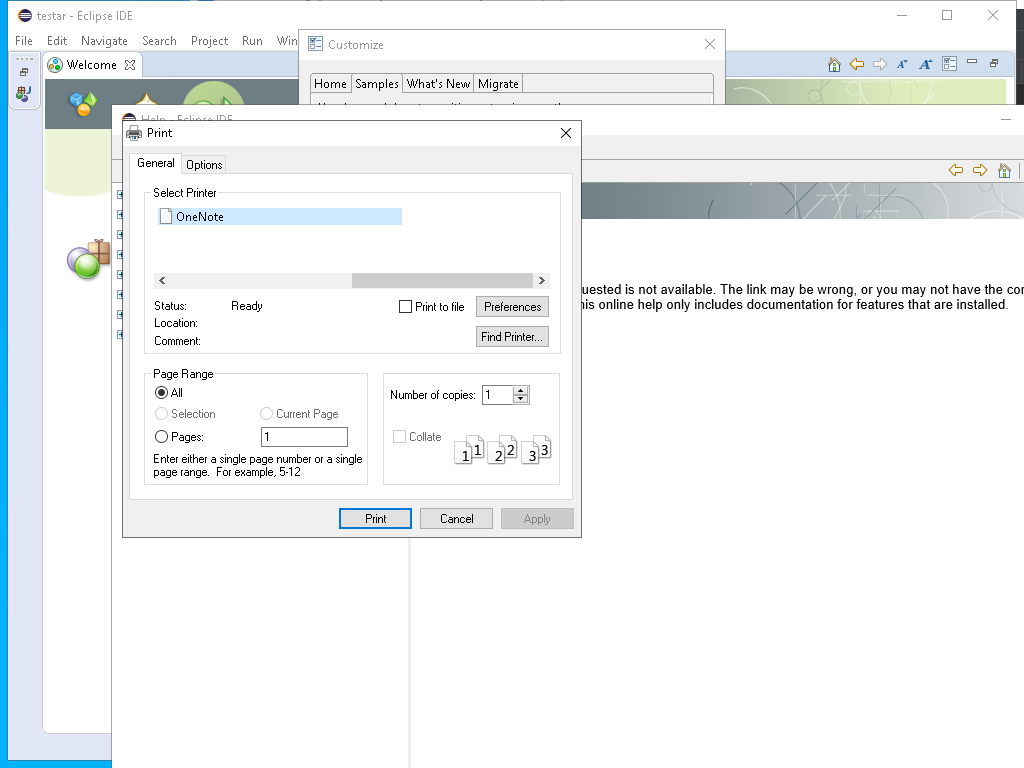 testar - Eclipse IDE
File Edit Navigate Search Project Run Win
Customize
Welcome
Home Samples What's New Migrate
Help - Eclipse IDE
Print
General Options
Select Printer
OneNote
uested is not available. The link may be wrong, or you may not have the cor
his online help only includes documentation for features that are installed.
Status: Ready
Print to file Preferences
Location:
Comment:
Find Printer...
Page Range
All
Selection Current Page
Pages: 1
Enter either a single page number or a single
page range. For example, 5-12
Number of copies: 1
Collate
1 1 2 2 3 3
Print Cancel Apply